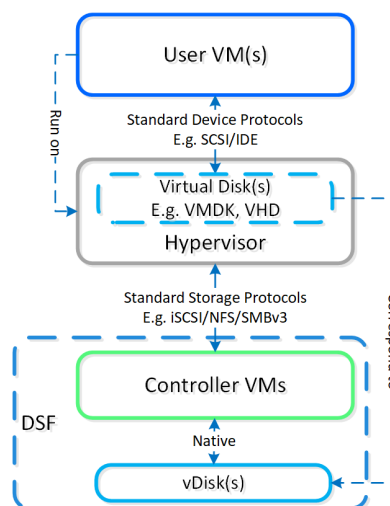 User VM(s)
Standard Device Protocols
E.g. SCSI/IDE
Run on
Virtual Disk(s)
E.g. VMDK, VHD
Hypervisor
Standard Storage Protocols
E.g. iSCSI/NFS/SMBv3
Controller VMs
DSF
Native
vDisk(s)